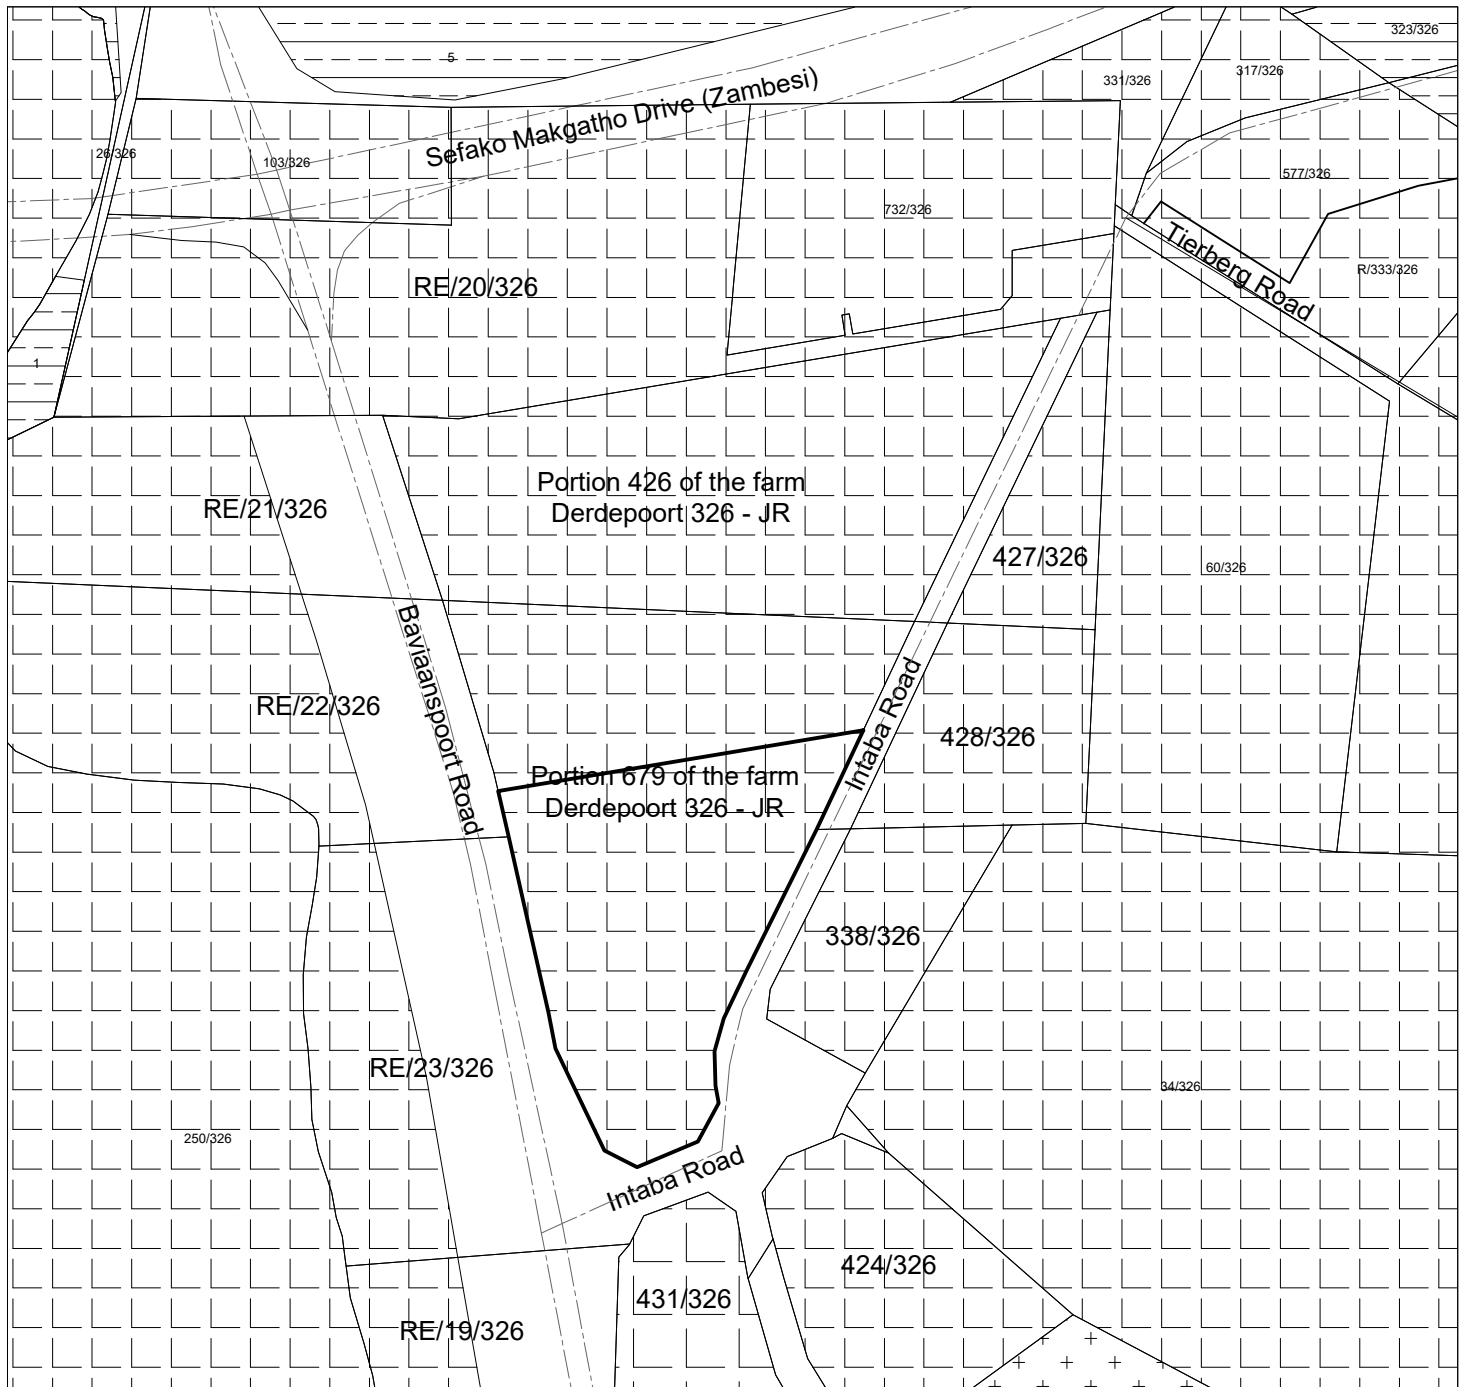 323/326
5
317/326
331/326
Sefako Makgatho Drive (Zambesi)
26/326
103/326
577/326
732/326
Tierberg Road
R/333/326
RE/20/326
1
Portion 426 of the farm
Derdepoort 326 - JR
RE/21/326
427/326
60/326
Baviaanspoort Road
Intaba Road
RE/22/326
428/326
Portion 679 of the farm
Derdepoort 326 - JR
338/326
RE/23/326
34/326
250/326
Intaba Road
424/326
431/326
RE/19/326